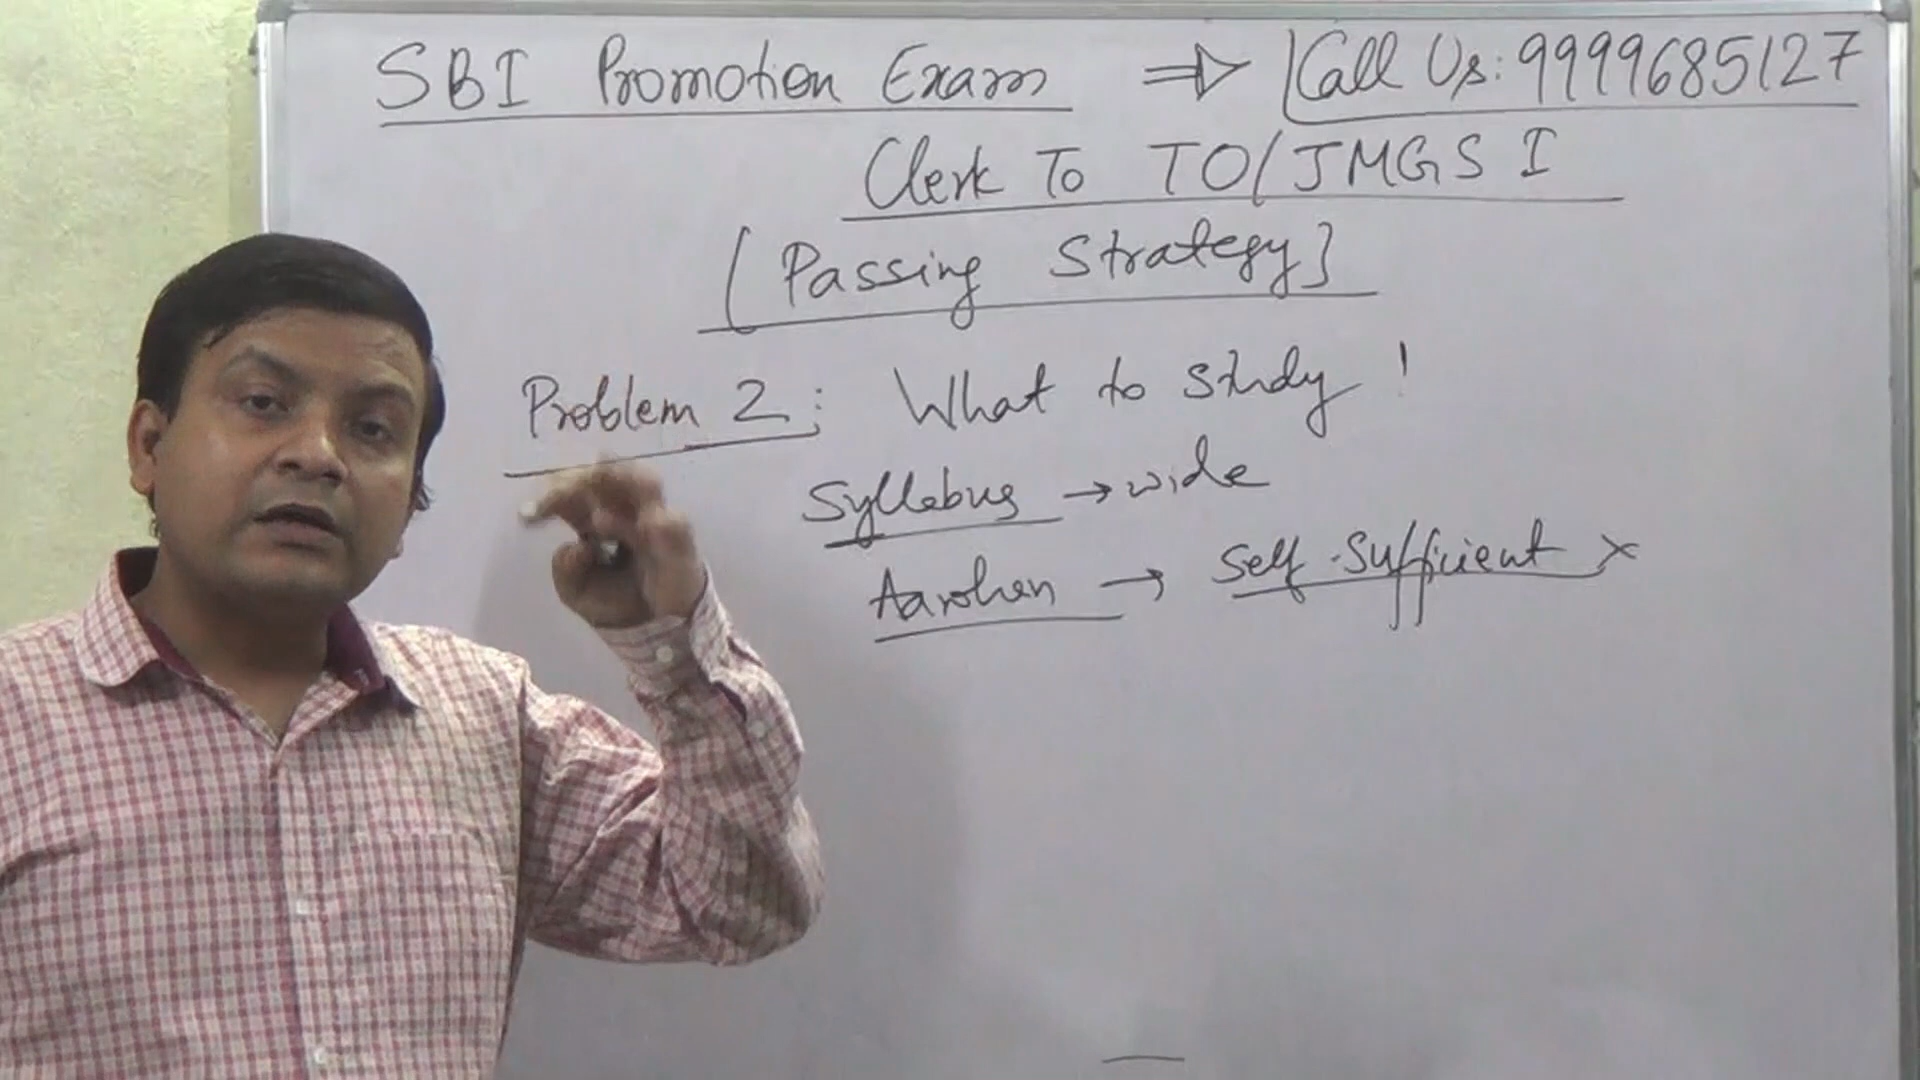 SBI Promotion Exam ⇒ Call Us: 9999685127
Clerk To TO/JMGS I
[Passing Strategy]
Problem 2: What to study!
Syllabus → wide
Aarohan → Self-Sufficient ×